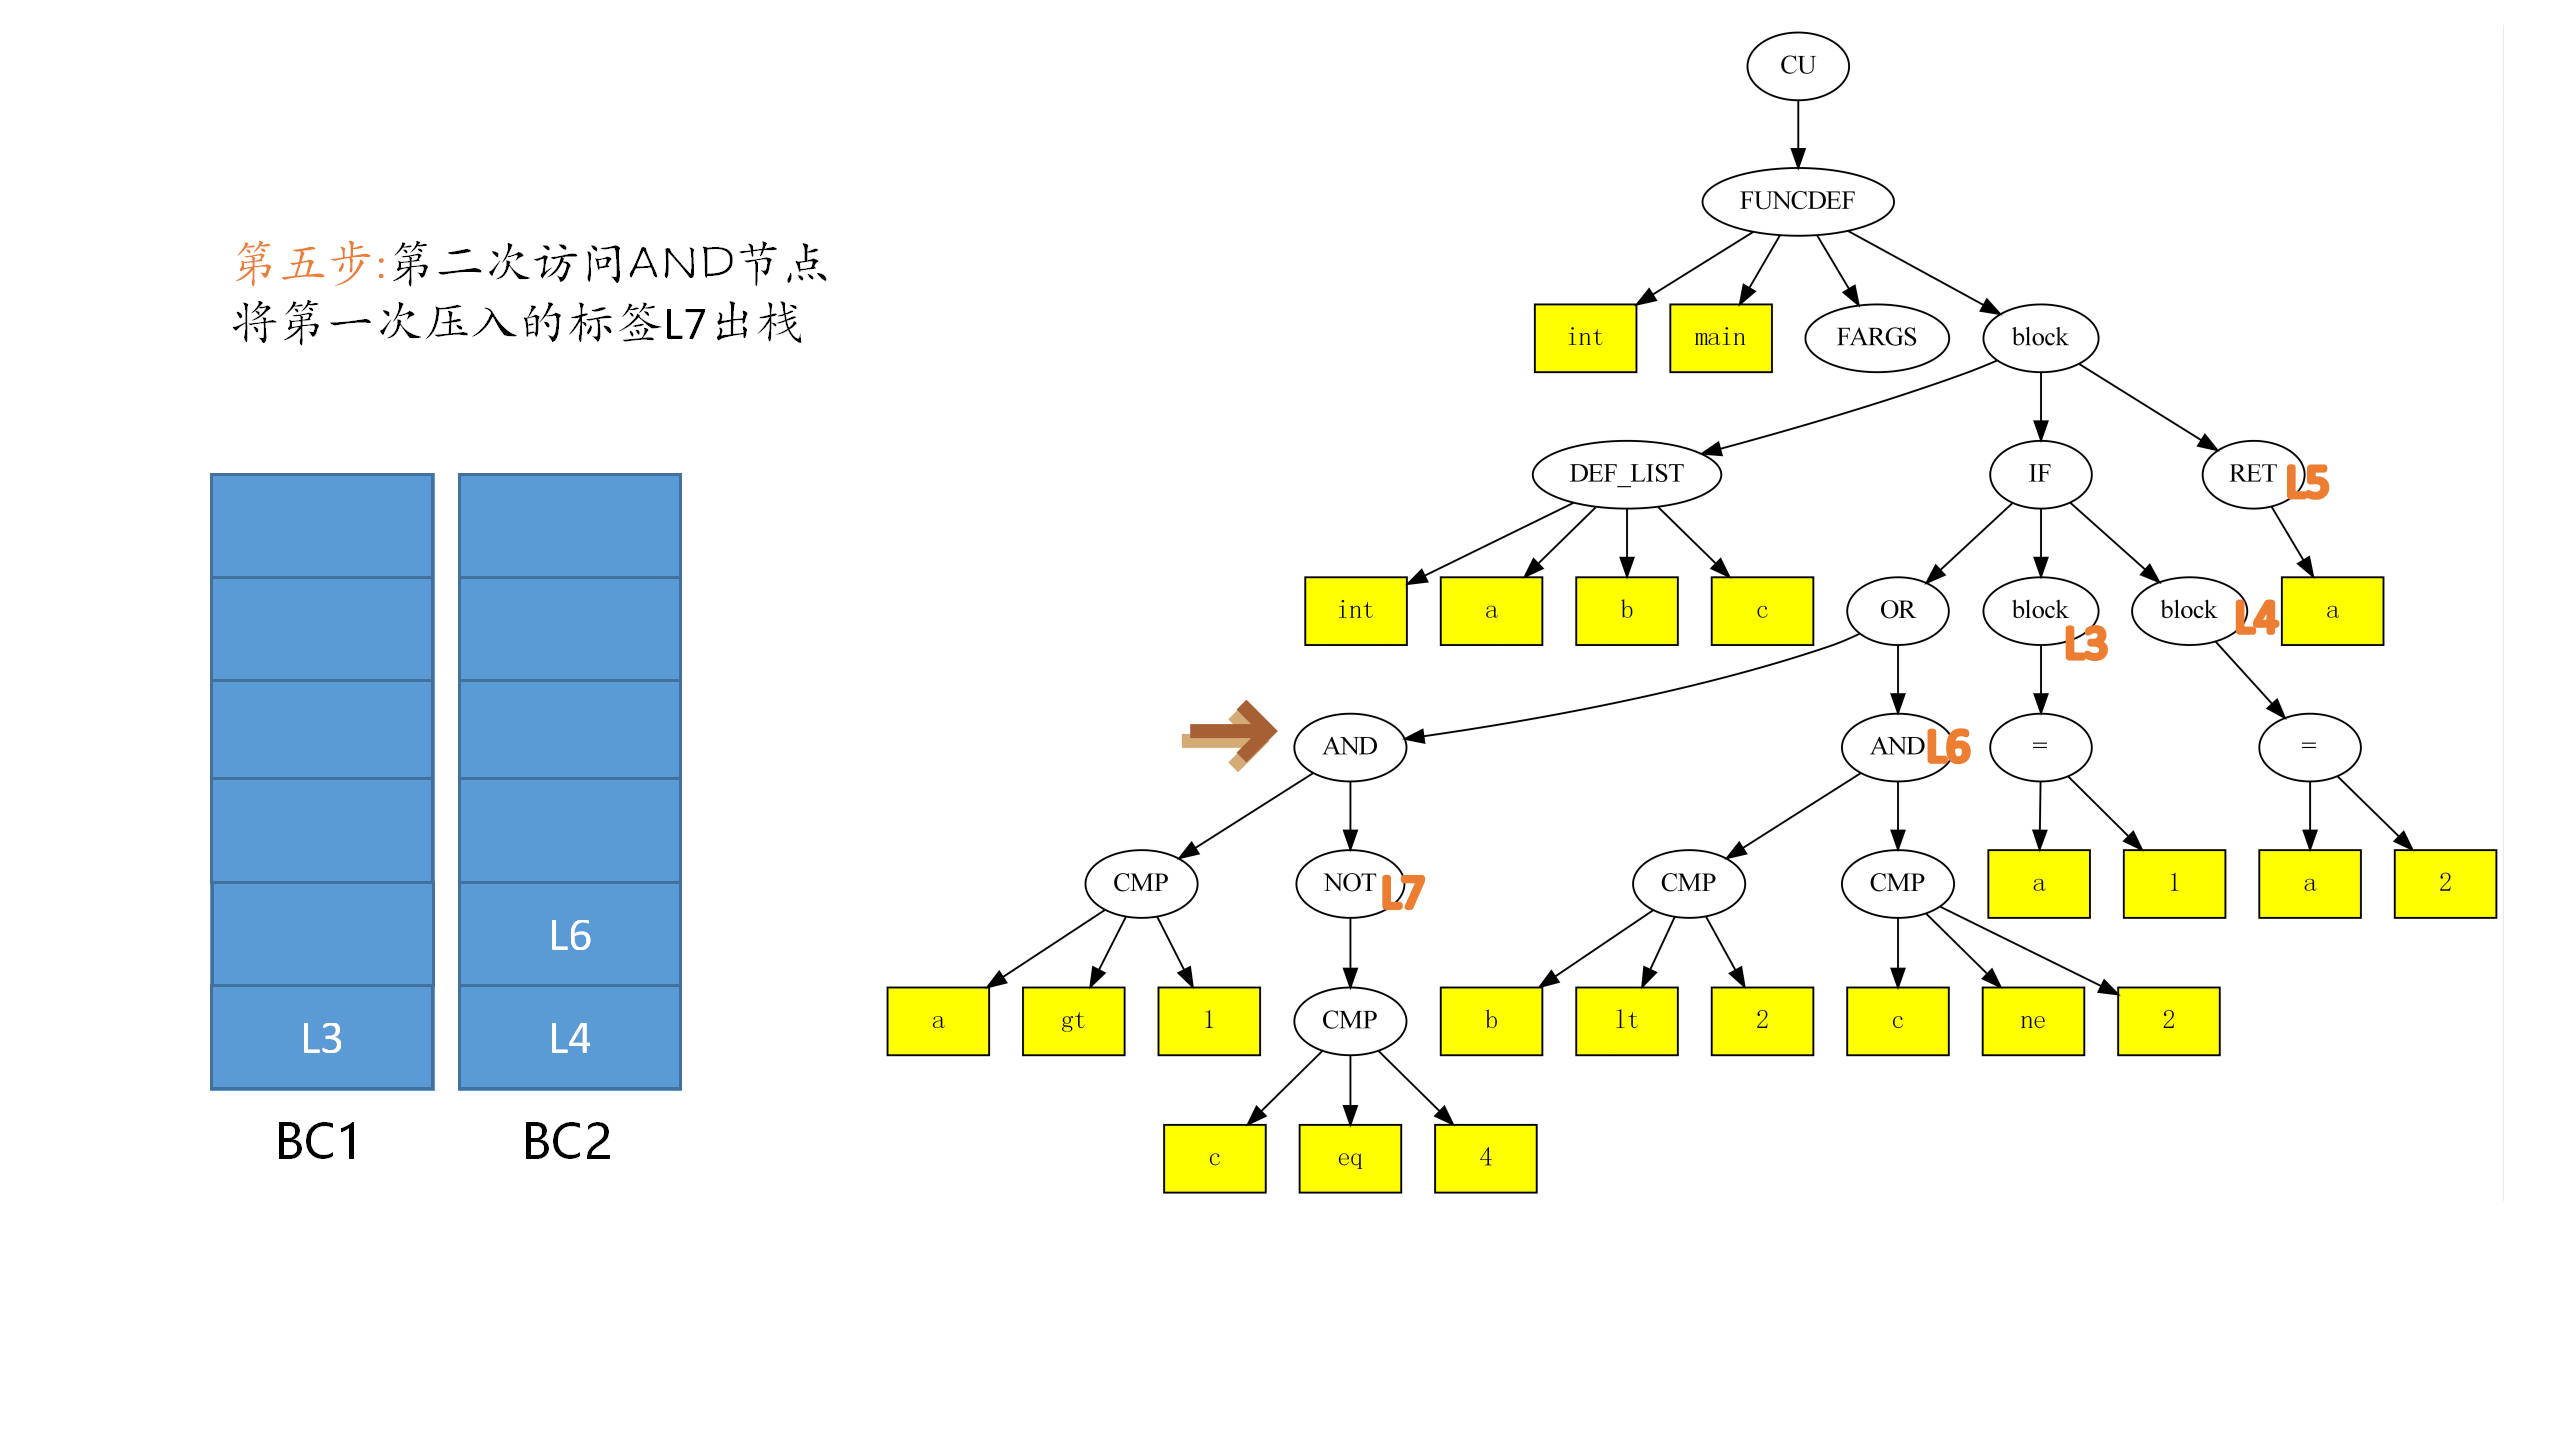 第五步:第二次访问AND节点
将第一次压入的标签L7出栈
L6
L3 L4
BC1 BC2
CU
FUNCDEF
int main FARGS block
DEF_LIST IF RET L5
int a b c OR block L3 block L4 a
AND AND L6 = =
CMP NOT L7 CMP CMP a 1 a 2
a gt 1 CMP b lt 2 c ne 2
c eq 4